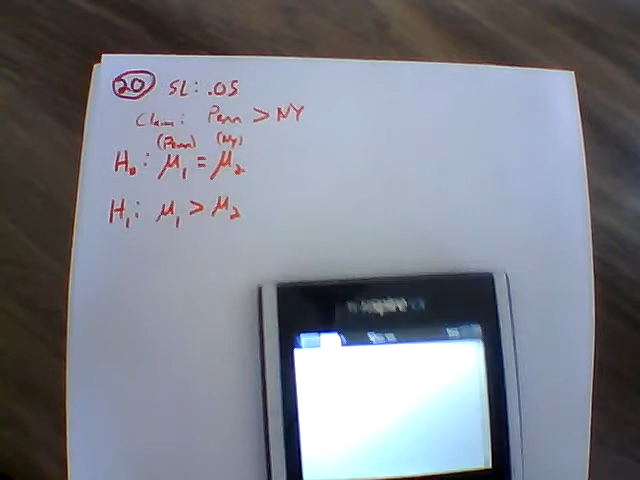 20 SL: .05
Claim: Penn > NY
(Penn) (NY)
H₀: μ₁ = μ₂
H₁: μ₁ > μ₂